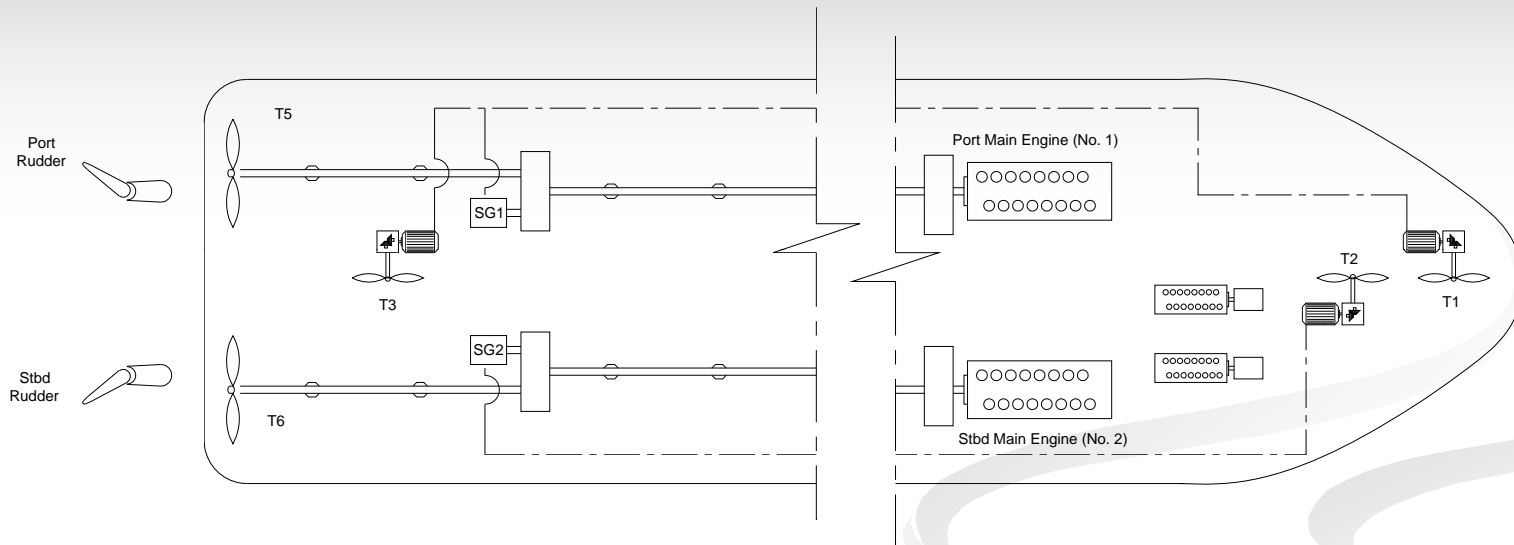 T5
Port
Rudder
Port Main Engine (No. 1)
SG1
T3
T2
T1
SG2
Stbd
Rudder
T6
Stbd Main Engine (No. 2)